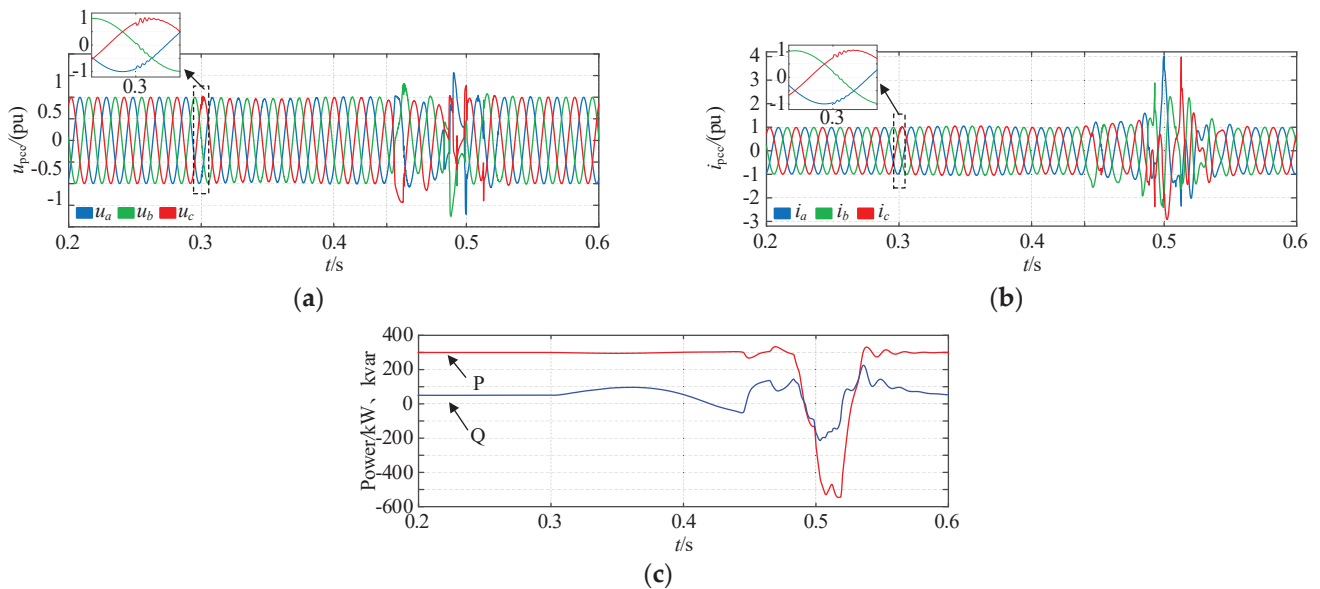 1
0
-1
0.3
1
0.5
0
-0.5
-1
u_pcc/(pu)
u_a u_b u_c
0.2 0.3 0.4 0.5 0.6
t/s
(a)
1
0
-1
0.3
4
3
2
1
0
-1
-2
-3
i_pcc/(pu)
i_a i_b i_c
0.2 0.3 0.4 0.5 0.6
t/s
(b)
400
200
0
-200
-400
-600
Power/kW、kvar
P
Q
0.2 0.3 0.4 0.5 0.6
t/s
(c)